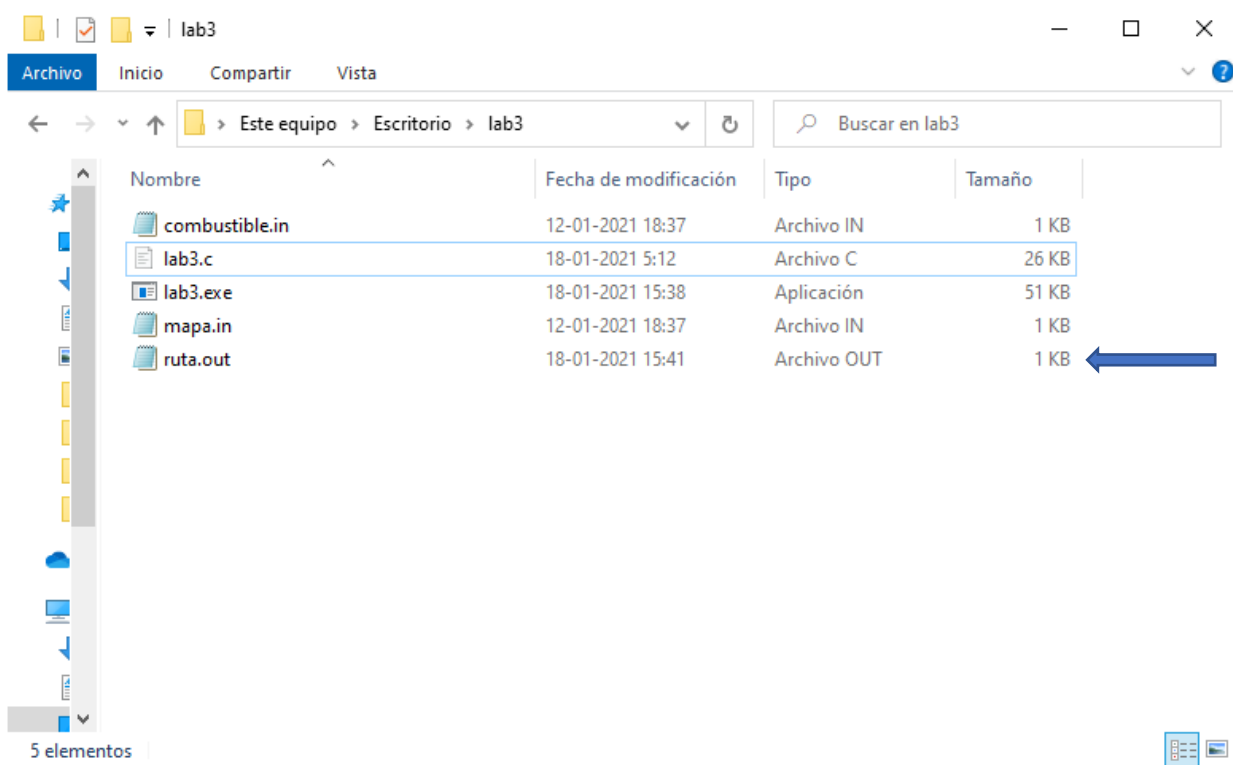 lab3
Archivo Inicio Compartir Vista
Este equipo > Escritorio > lab3 Buscar en lab3
Nombre Fecha de modificación Tipo Tamaño
combustible.in 12-01-2021 18:37 Archivo IN 1 KB
lab3.c 18-01-2021 5:12 Archivo C 26 KB
lab3.exe 18-01-2021 15:38 Aplicación 51 KB
mapa.in 12-01-2021 18:37 Archivo IN 1 KB
ruta.out 18-01-2021 15:41 Archivo OUT 1 KB
5 elementos